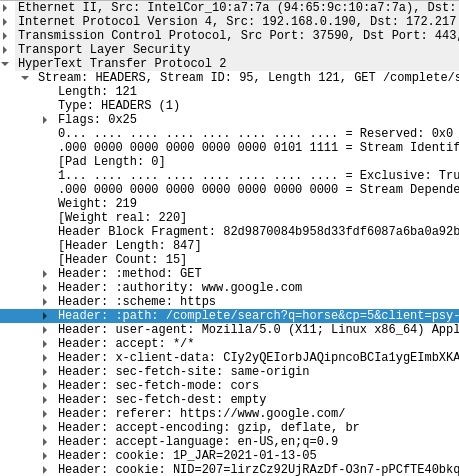 Ethernet II, Src: IntelCor_10:a7:7a (94:65:9c:10:a7:7a), Dst:
Internet Protocol Version 4, Src: 192.168.0.190, Dst: 172.217
Transmission Control Protocol, Src Port: 37590, Dst Port: 443,
Transport Layer Security
HyperText Transfer Protocol 2
Stream: HEADERS, Stream ID: 95, Length 121, GET /complete/s
Length: 121
Type: HEADERS (1)
Flags: 0x25
0... .... .... .... .... .... .... .... = Reserved: 0x0
.000 0000 0000 0000 0000 0000 0101 1111 = Stream Identif
[Pad Length: 0]
1... .... .... .... .... .... .... .... = Exclusive: Tru
.000 0000 0000 0000 0000 0000 0000 0000 = Stream Depende
Weight: 219
[Weight real: 220]
Header Block Fragment: 82d9870084b958d33fdf6087a6ba0a92b
[Header Length: 847]
[Header Count: 15]
Header: :method: GET
Header: :authority: www.google.com
Header: :scheme: https
Header: :path: /complete/search?q=horse&cp=5&client=psy-
Header: user-agent: Mozilla/5.0 (X11; Linux x86_64) Appl
Header: accept: */*
Header: x-client-data: CIy2yQEIorbJAQipncoBCIa1ygEImbXKA
Header: sec-fetch-site: same-origin
Header: sec-fetch-mode: cors
Header: sec-fetch-dest: empty
Header: referer: https://www.google.com/
Header: accept-encoding: gzip, deflate, br
Header: accept-language: en-US,en;q=0.9
Header: cookie: 1P_JAR=2021-01-13-05
Header: cookie: NID=207=lirzCz92UjRAzDf-O3n7-pPCfTE40bkq